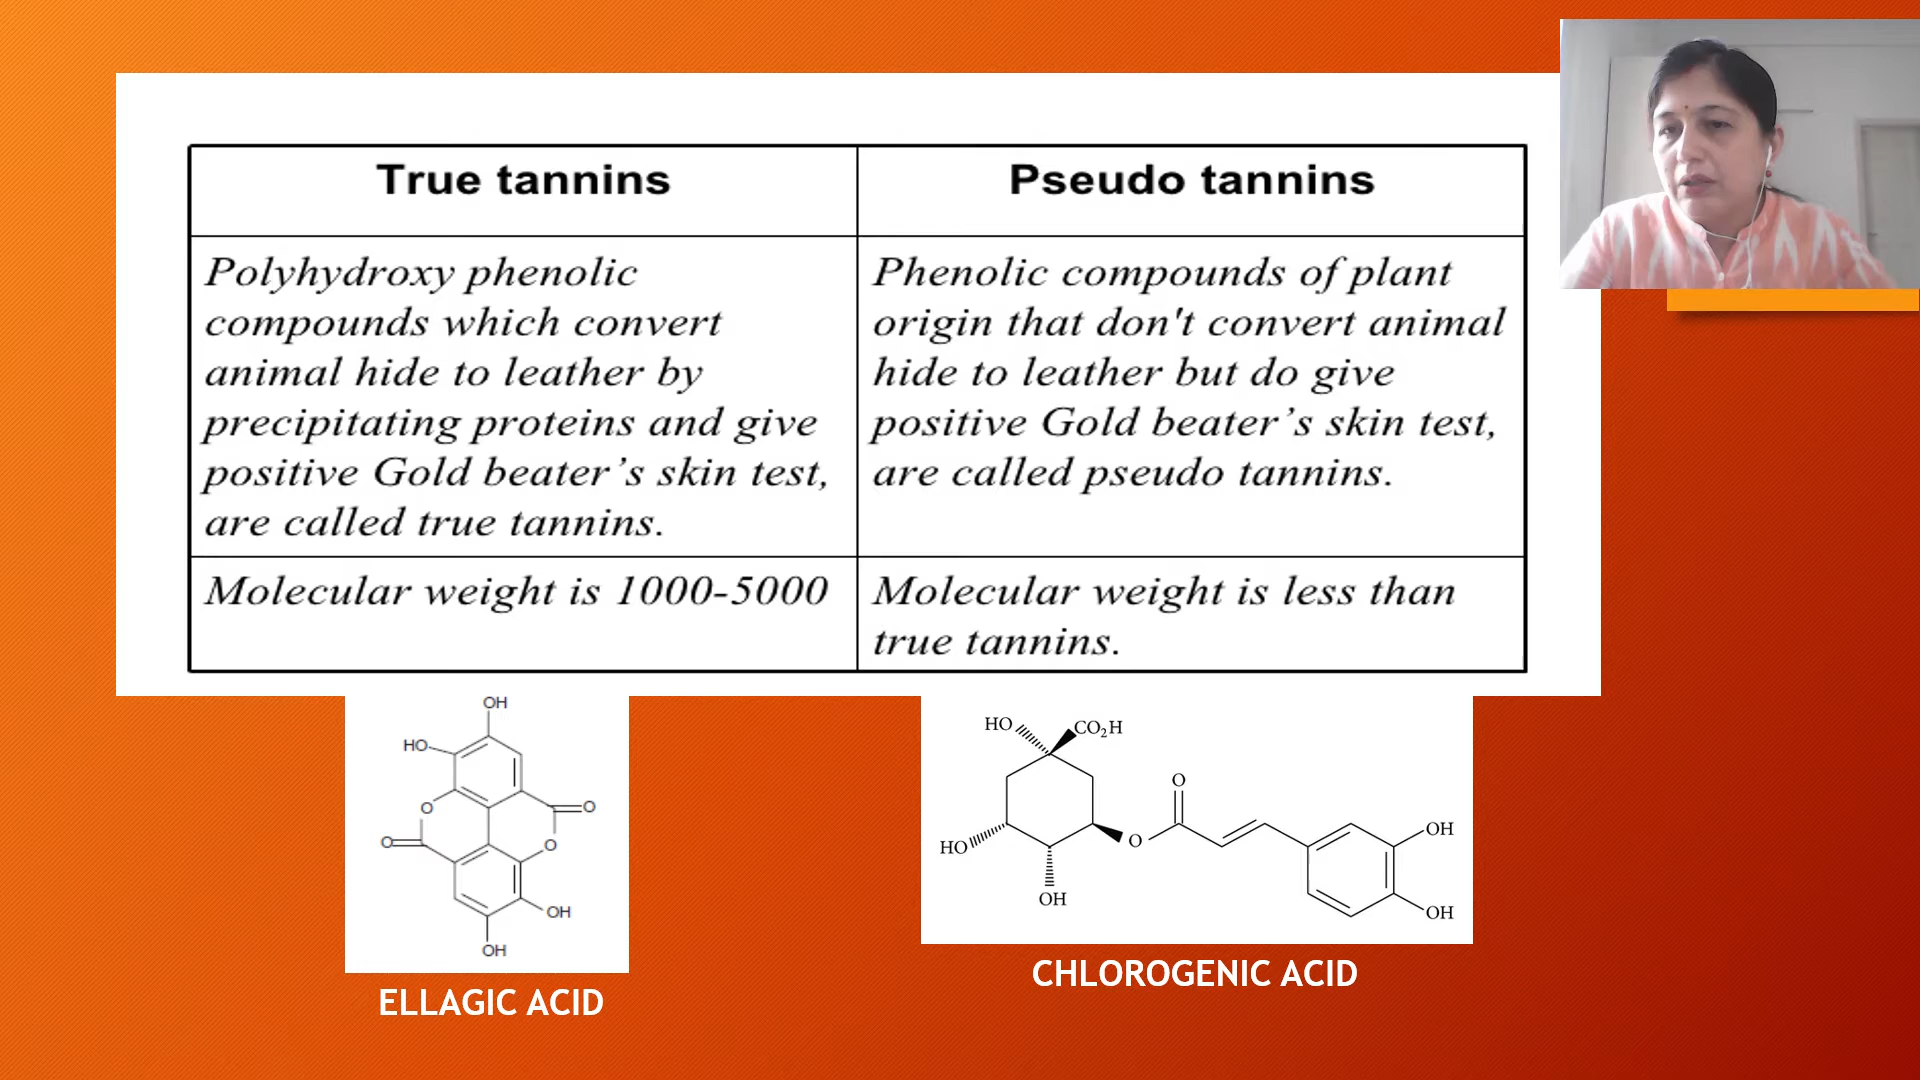 True tannins
Pseudo tannins
Polyhydroxy phenolic
compounds which convert
animal hide to leather by
precipitating proteins and give
positive Gold beater’s skin test,
are called true tannins.
Phenolic compounds of plant
origin that don't convert animal
hide to leather but do give
positive Gold beater’s skin test,
are called pseudo tannins.
Molecular weight is 1000-5000
Molecular weight is less than
true tannins.
OH
HO
O
O
O
O
OH
OH
ELLAGIC ACID
HO
CO₂H
O
HO
O
OH
OH
OH
CHLOROGENIC ACID